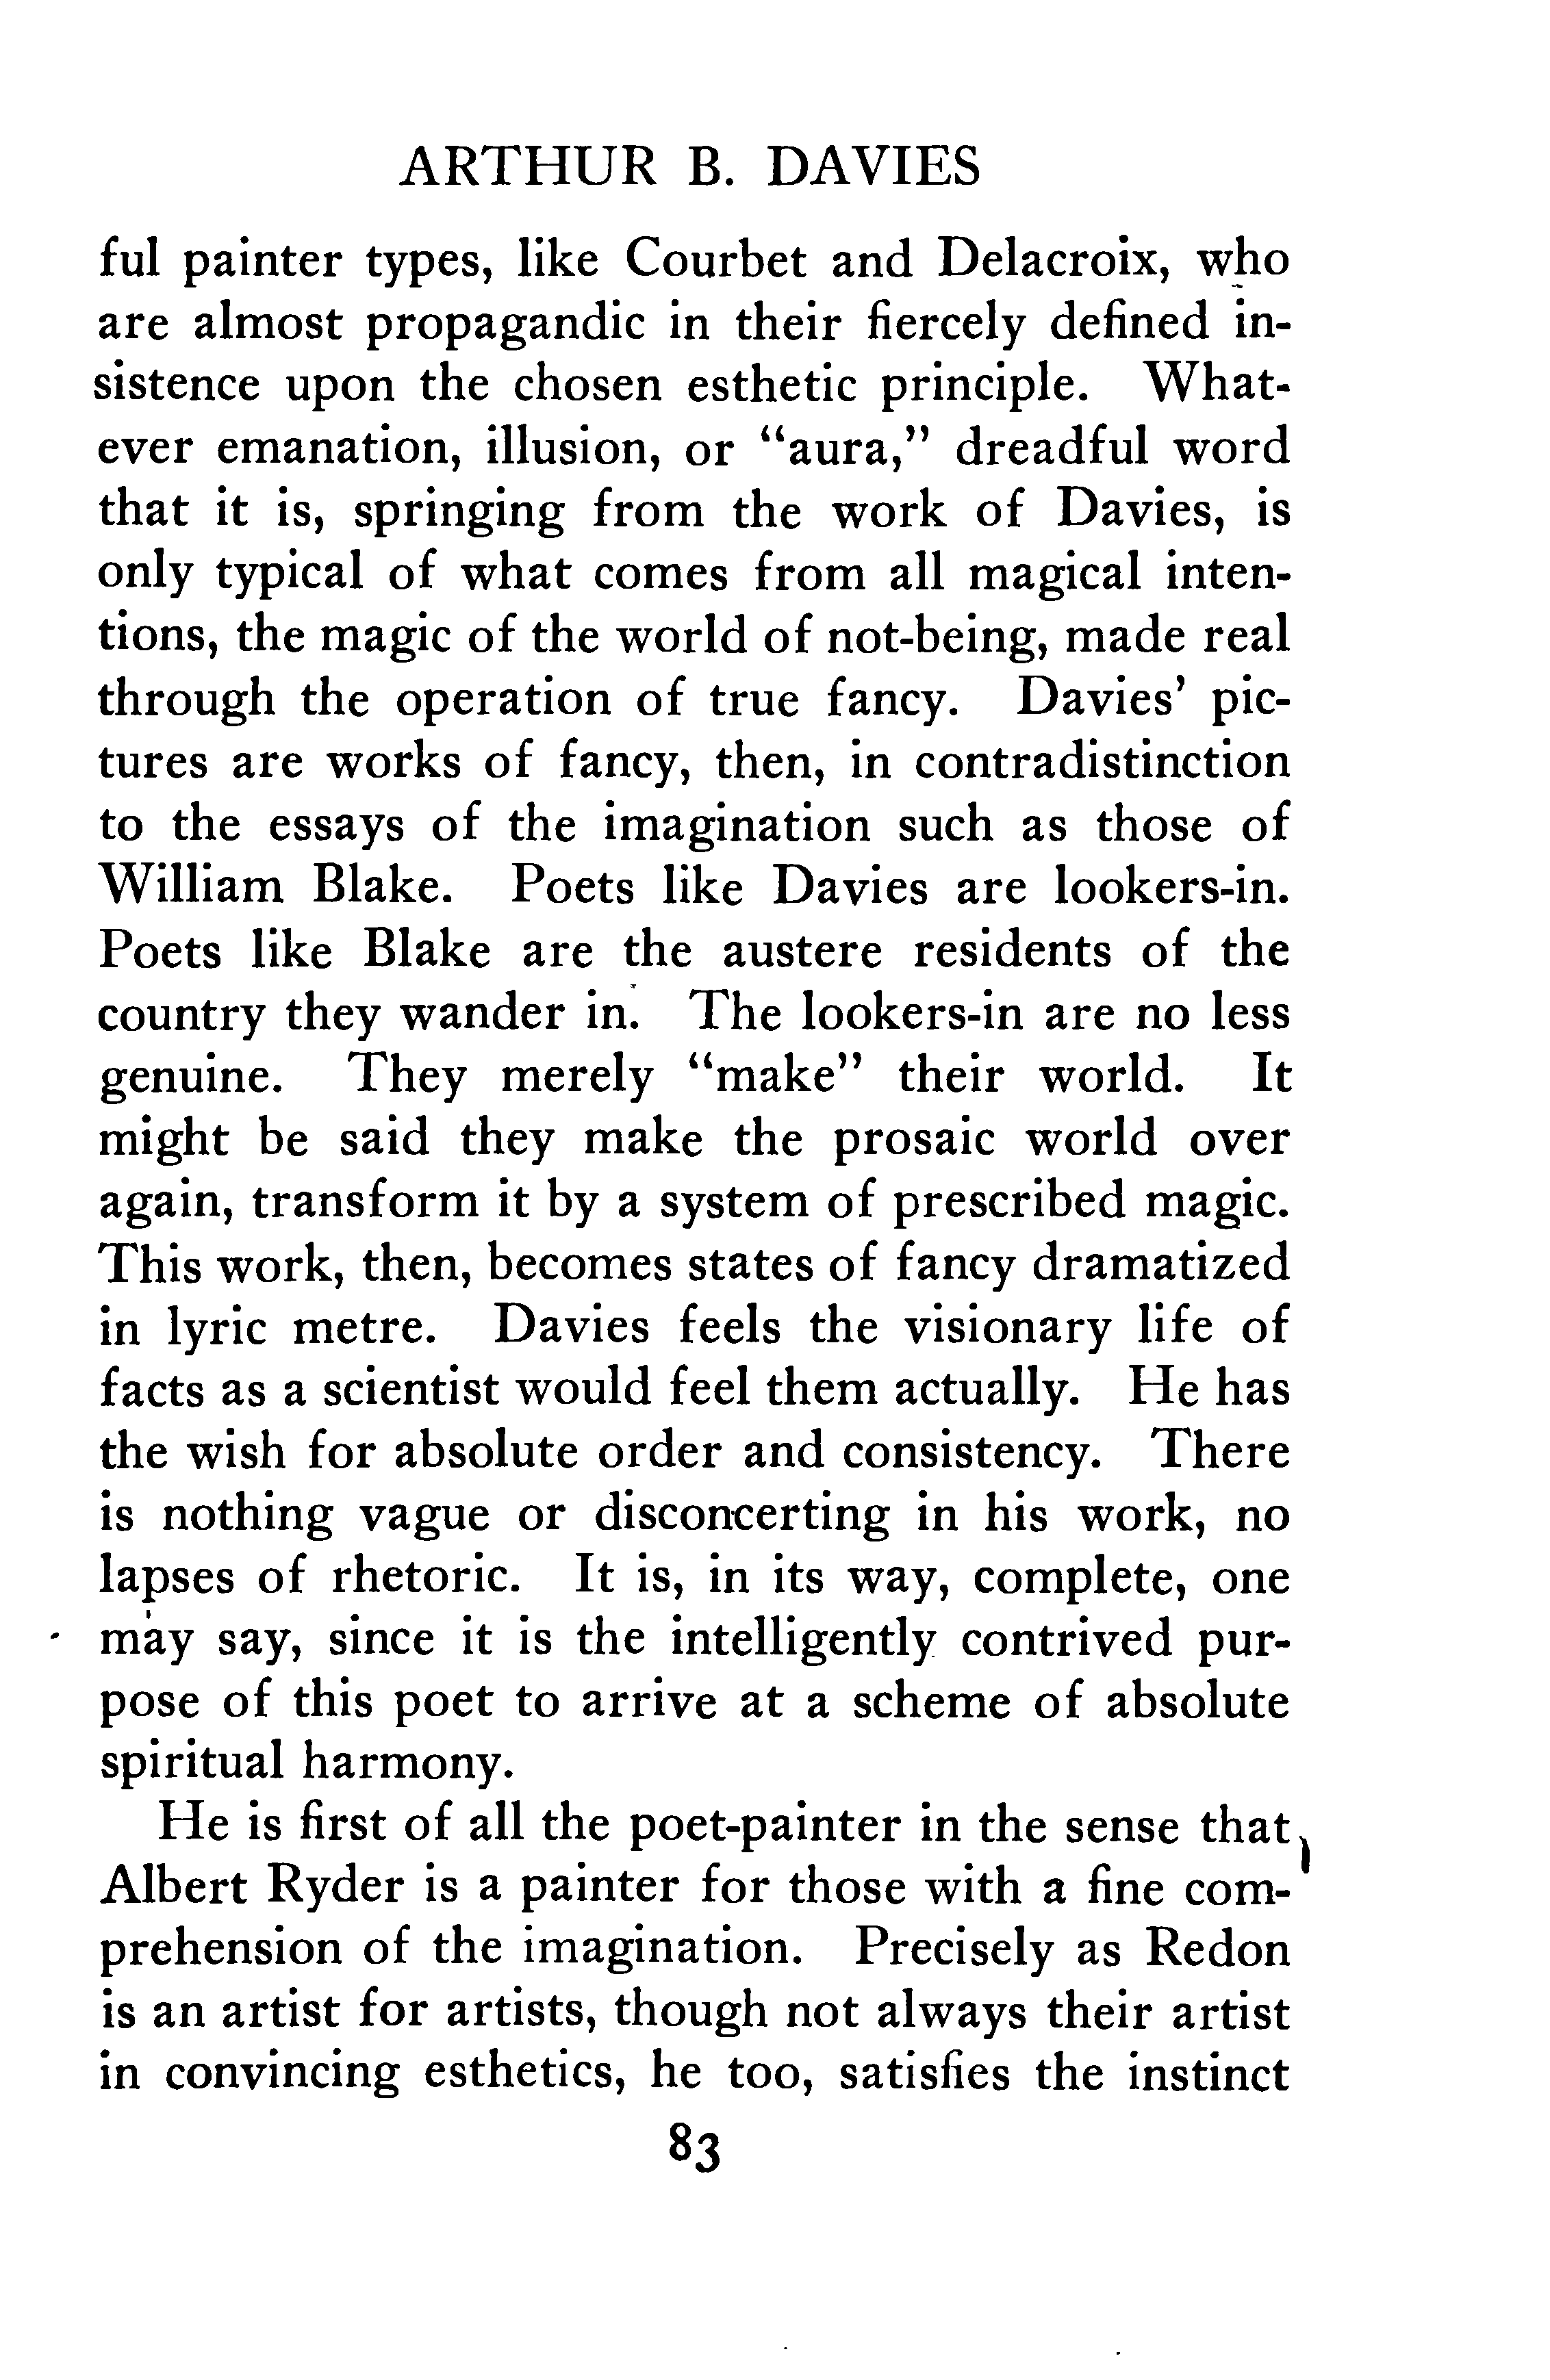 ARTHUR B. DAVIES
ful painter types, like Courbet and Delacroix, who
are almost propagandic in their fiercely defined in-
sistence upon the chosen esthetic principle. What-
ever emanation, illusion, or “aura,” dreadful word
that it is, springing from the work of Davies, is
only typical of what comes from all magical inten-
tions, the magic of the world of not-being, made real
through the operation of true fancy. Davies’ pic-
tures are works of fancy, then, in contradistinction
to the essays of the imagination such as those of
William Blake. Poets like Davies are lookers-in.
Poets like Blake are the austere residents of the
country they wander in. The lookers-in are no less
genuine. They merely “make” their world. It
might be said they make the prosaic world over
again, transform it by a system of prescribed magic.
This work, then, becomes states of fancy dramatized
in lyric metre. Davies feels the visionary life of
facts as a scientist would feel them actually. He has
the wish for absolute order and consistency. There
is nothing vague or disconcerting in his work, no
lapses of rhetoric. It is, in its way, complete, one
may say, since it is the intelligently contrived pur-
pose of this poet to arrive at a scheme of absolute
spiritual harmony.
He is first of all the poet-painter in the sense that
Albert Ryder is a painter for those with a fine com-
prehension of the imagination. Precisely as Redon
is an artist for artists, though not always their artist
in convincing esthetics, he too, satisfies the instinct
83